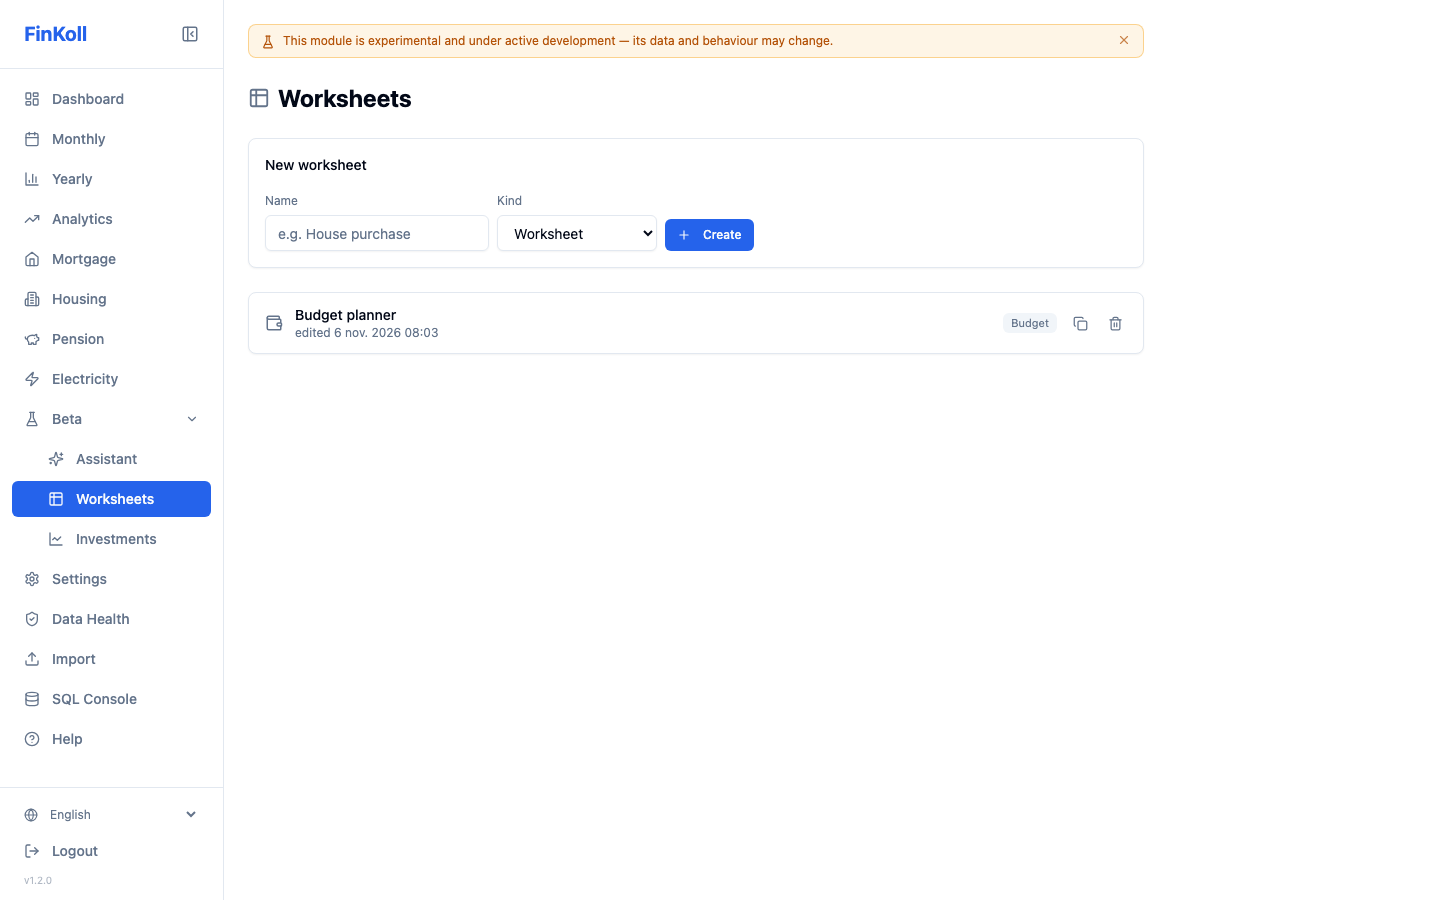 FinKoll
Dashboard
Monthly
Yearly
Analytics
Mortgage
Housing
Pension
Electricity
Beta
Assistant
Worksheets
Investments
Settings
Data Health
Import
SQL Console
Help
English
Logout
v1.2.0
This module is experimental and under active development — its data and behaviour may change.
Worksheets
New worksheet
Name
Kind
e.g. House purchase
Worksheet
Create
Budget planner
edited 6 nov. 2026 08:03
Budget